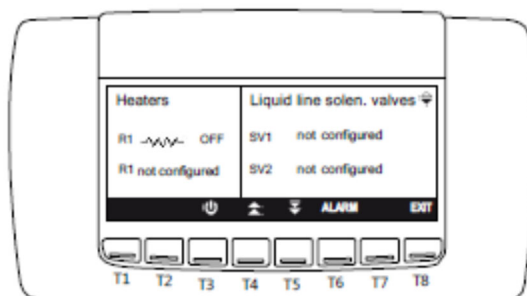 Heaters
R1 OFF
R1 not configured
Liquid line solen. valves
SV1 not configured
SV2 not configured
ALARM EXIT
T1 T2 T3 T4 T5 T6 T7 T8